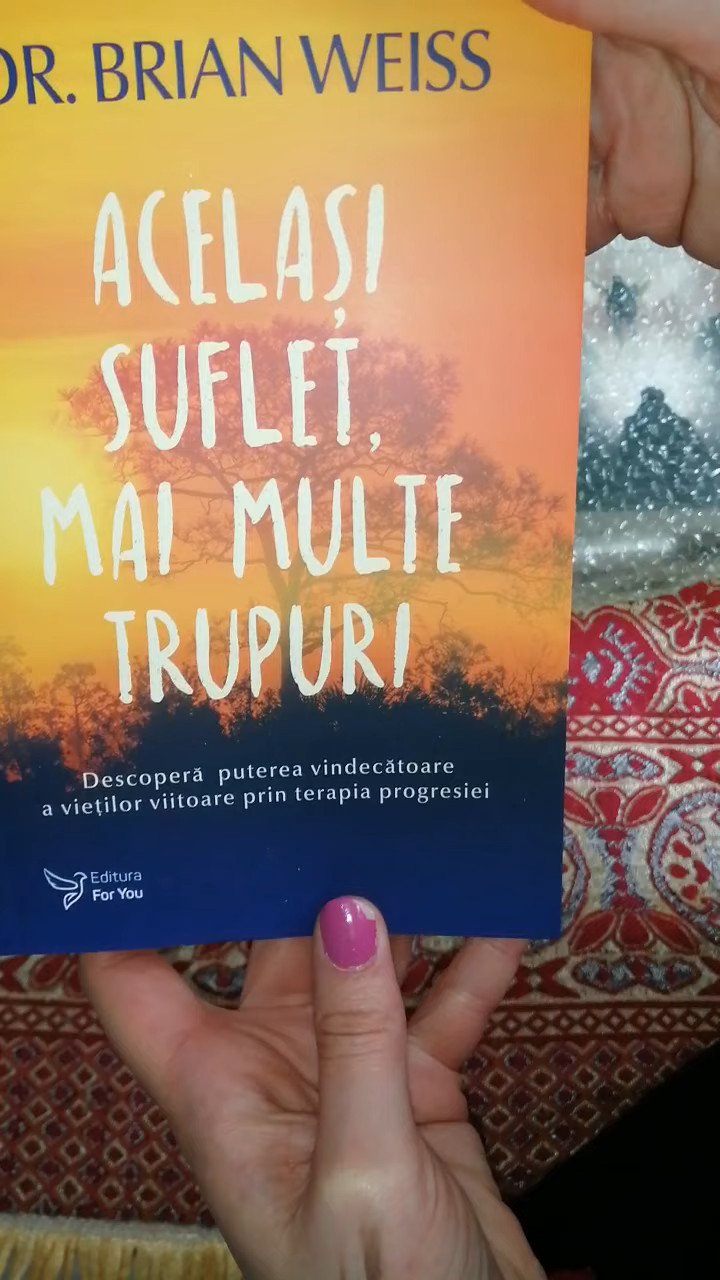 DR. BRIAN WEISS
ACELAȘI
SUFLET,
MAI MULTE
TRUPURI
Descoperă puterea vindecătoare
a vieților viitoare prin terapia progresiei
Editura
For You